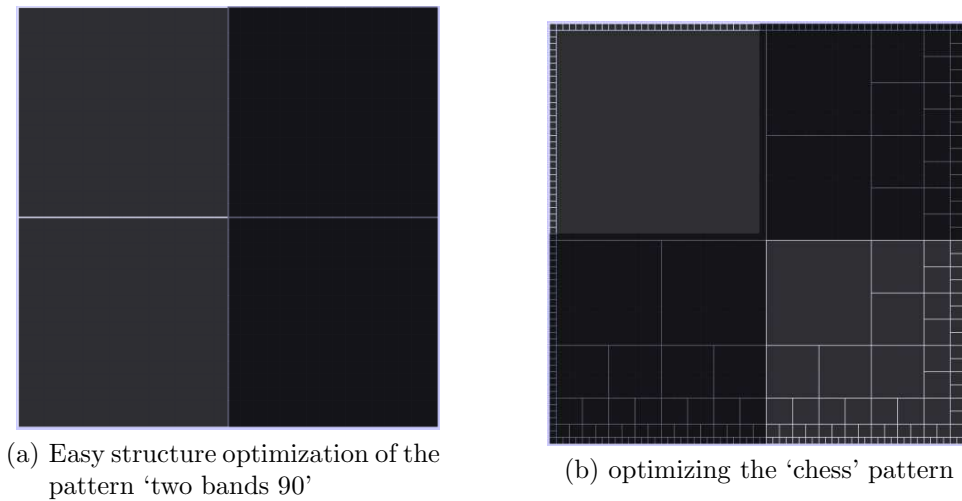 (a) Easy structure optimization of the
pattern ‘two bands 90’
(b) optimizing the ‘chess’ pattern